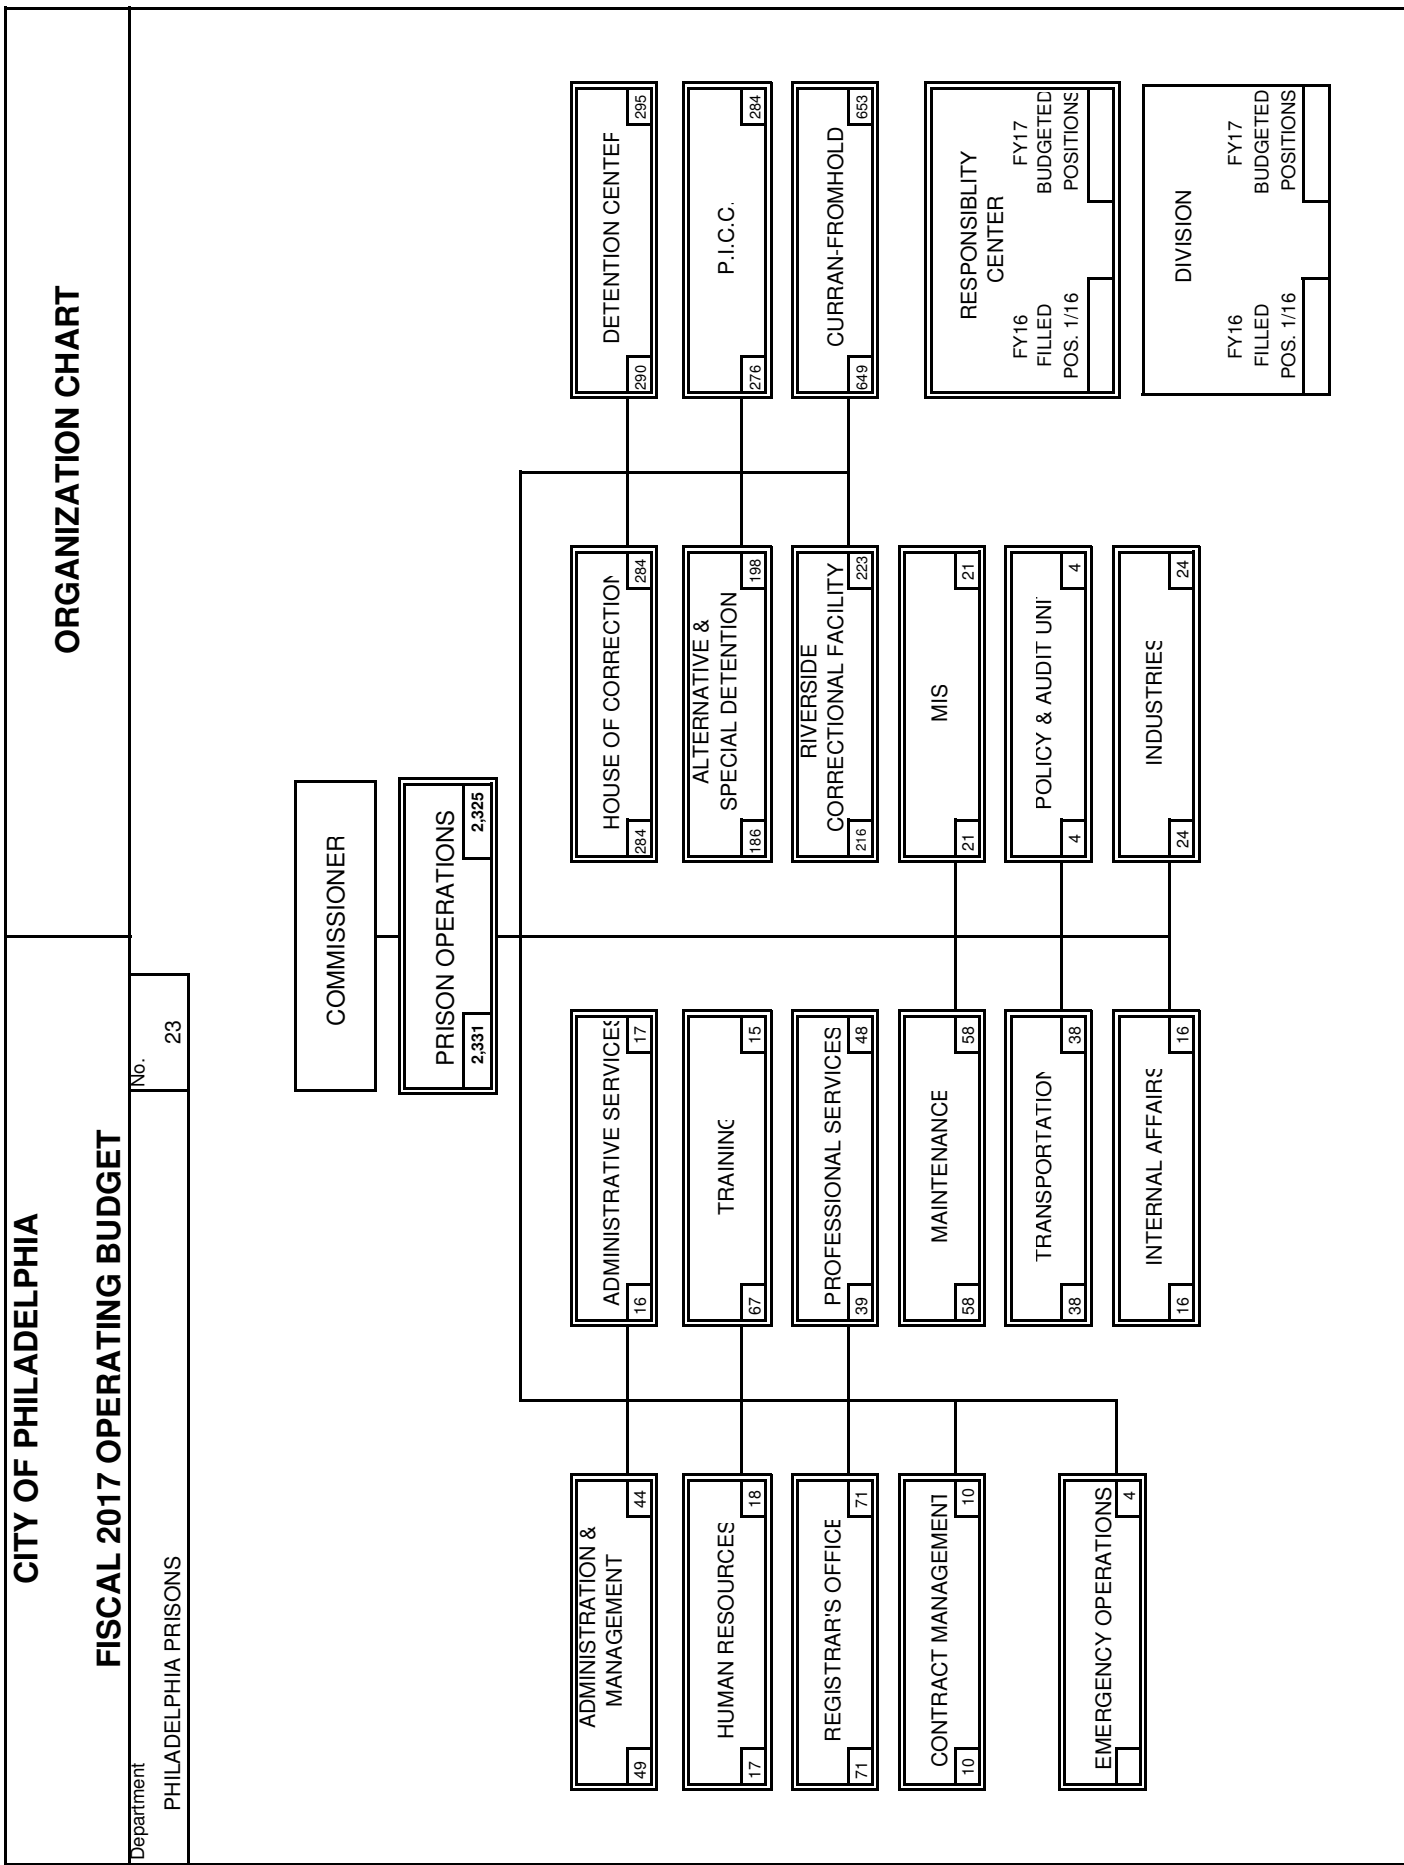 CITY OF PHILADELPHIA
FISCAL 2017 OPERATING BUDGET
ORGANIZATION CHART
Department
PHILADELPHIA PRISONS
No.
23
COMMISSIONER
PRISON OPERATIONS
2,331
2,325
ADMINISTRATION &
MANAGEMENT
49
44
ADMINISTRATIVE SERVICES
16
17
HOUSE OF CORRECTION
284
284
DETENTION CENTER
290
295
HUMAN RESOURCES
17
18
TRAINING
67
15
ALTERNATIVE &
SPECIAL DETENTION
186
198
P.I.C.C.
276
284
REGISTRAR'S OFFICE
71
71
PROFESSIONAL SERVICES
39
48
RIVERSIDE
CORRECTIONAL FACILITY
216
223
CURRAN-FROMHOLD
649
653
CONTRACT MANAGEMENT
10
10
MAINTENANCE
58
58
MIS
21
21
EMERGENCY OPERATIONS
4
TRANSPORTATION
38
38
POLICY & AUDIT UNI
4
4
INTERNAL AFFAIRS
16
16
INDUSTRIES
24
24
RESPONSIBLITY
CENTER
FY16
FILLED
POS. 1/16
FY17
BUDGETED
POSITIONS
DIVISION
FY16
FILLED
POS. 1/16
FY17
BUDGETED
POSITIONS